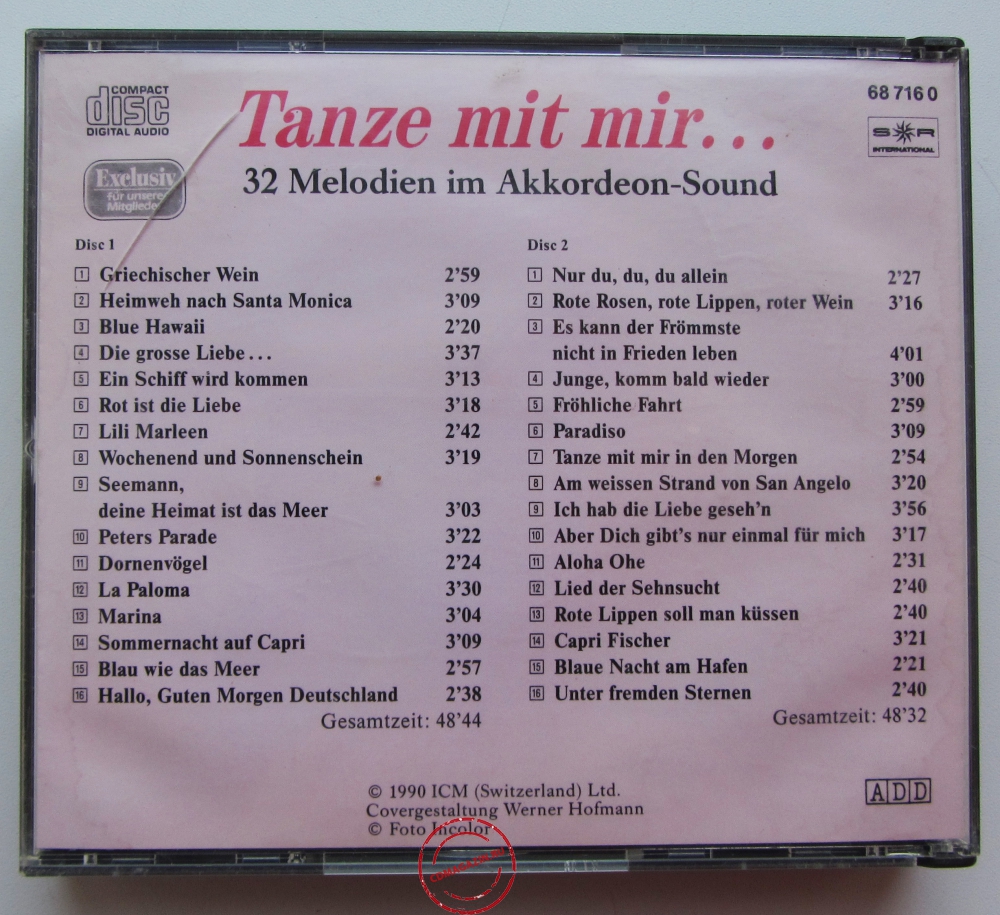 COMPACT
disc
DIGITAL AUDIO
Tanze mit mir...
68 716 0
S R
INTERNATIONAL
Exclusiv
für unsere
Mitglieder
32 Melodien im Akkordeon-Sound
Disc 1
1 Griechischer Wein 2'59
2 Heimweh nach Santa Monica 3'09
3 Blue Hawaii 2'20
4 Die grosse Liebe... 3'37
5 Ein Schiff wird kommen 3'13
6 Rot ist die Liebe 3'18
7 Lili Marleen 2'42
8 Wochenend und Sonnenschein 3'19
9 Seemann,
deine Heimat ist das Meer 3'03
10 Peters Parade 3'22
11 Dornenvögel 2'24
12 La Paloma 3'30
13 Marina 3'04
14 Sommernacht auf Capri 3'09
15 Blau wie das Meer 2'57
16 Hallo, Guten Morgen Deutschland 2'38
Gesamtzeit: 48'44
Disc 2
1 Nur du, du, du allein 2'27
2 Rote Rosen, rote Lippen, roter Wein 3'16
3 Es kann der Frömmste
nicht in Frieden leben 4'01
4 Junge, komm bald wieder 3'00
5 Fröhliche Fahrt 2'59
6 Paradiso 3'09
7 Tanze mit mir in den Morgen 2'54
8 Am weissen Strand von San Angelo 3'20
9 Ich hab die Liebe geseh'n 3'56
10 Aber Dich gibt's nur einmal für mich 3'17
11 Aloha Ohe 2'31
12 Lied der Sehnsucht 2'40
13 Rote Lippen soll man küssen 2'40
14 Capri Fischer 3'21
15 Blaue Nacht am Hafen 2'21
16 Unter fremden Sternen 2'40
Gesamtzeit: 48'32
© 1990 ICM (Switzerland) Ltd.
Covergestaltung Werner Hofmann
© Foto Incolor
ADD